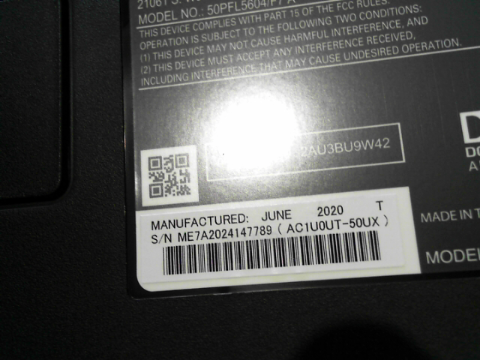 MODEL NO.: 50PFL5604/F7 A
THIS DEVICE COMPLIES WITH PART 15 OF THE FCC RULES.
OPERATION IS SUBJECT TO THE FOLLOWING TWO CONDITIONS:
(1) THIS DEVICE MAY NOT CAUSE HARMFUL INTERFERENCE, AND
(2) THIS DEVICE MUST ACCEPT ANY INTERFERENCE RECEIVED,
INCLUDING INTERFERENCE THAT MAY CAUSE UNDESIRED OPERATION.
2AU3BU9W42
MANUFACTURED: JUNE 2020 T
S/N ME7A2024147789 ( AC1U0UT-50UX )
MADE IN T
MODEL